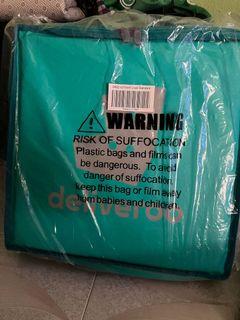 WARNING
RISK OF SUFFOCATION
Plastic bags and films can
be dangerous. To avoid
danger of suffocation,
keep this bag or film away
from babies and children.
deliveroo